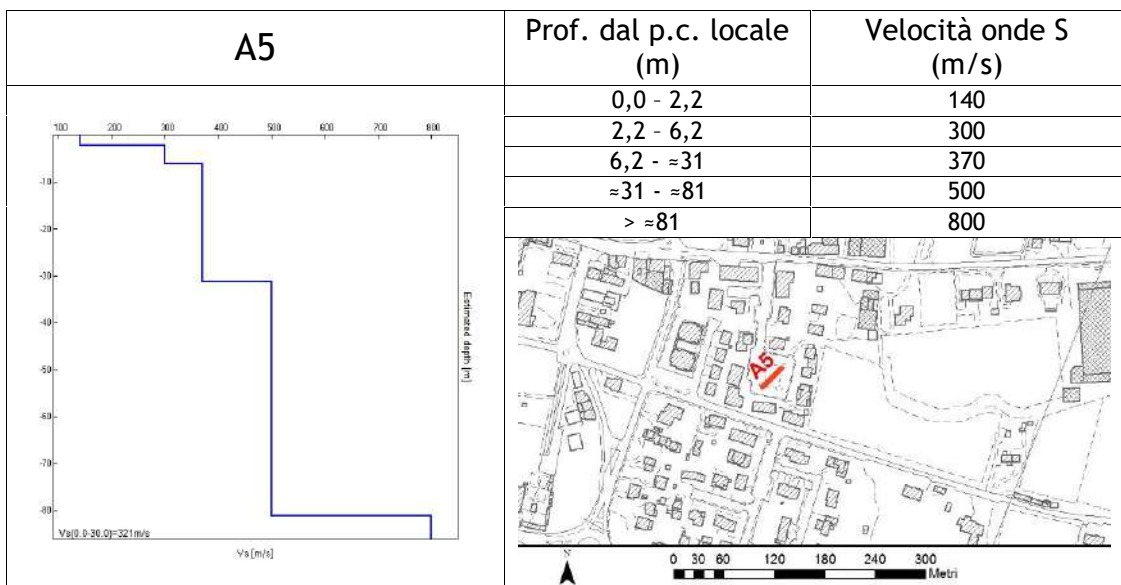 A5
Prof. dal p.c. locale
(m)
Velocità onde S
(m/s)
0,0 - 2,2 140
2,2 - 6,2 300
6,2 - ≈31 370
≈31 - ≈81 500
> ≈81 800
100 200 300 400 500 600 700 800
-10
-20
-30
-40
-50
-60
-70
-80
Estimated depth [m]
Vs(0.0-30.0)=321m/s
Vs [m/s]
A5
N
0 30 60 120 180 240 300
Metri